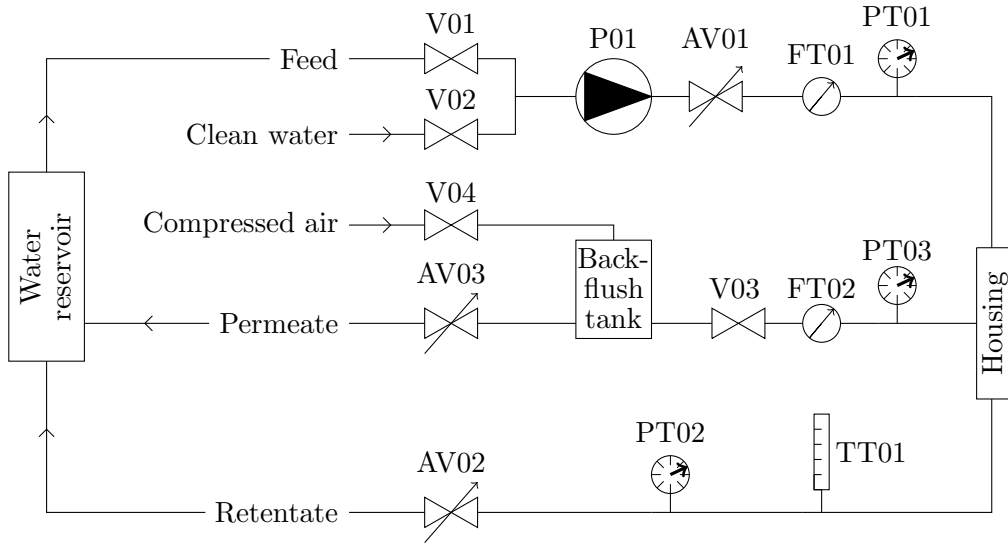 V01
Feed
P01
AV01
FT01
PT01
V02
Clean water
Water
reservoir
V04
Compressed air
Back-
flush
tank
AV03
Permeate
V03
FT02
PT03
Housing
AV02
Retentate
PT02
TT01